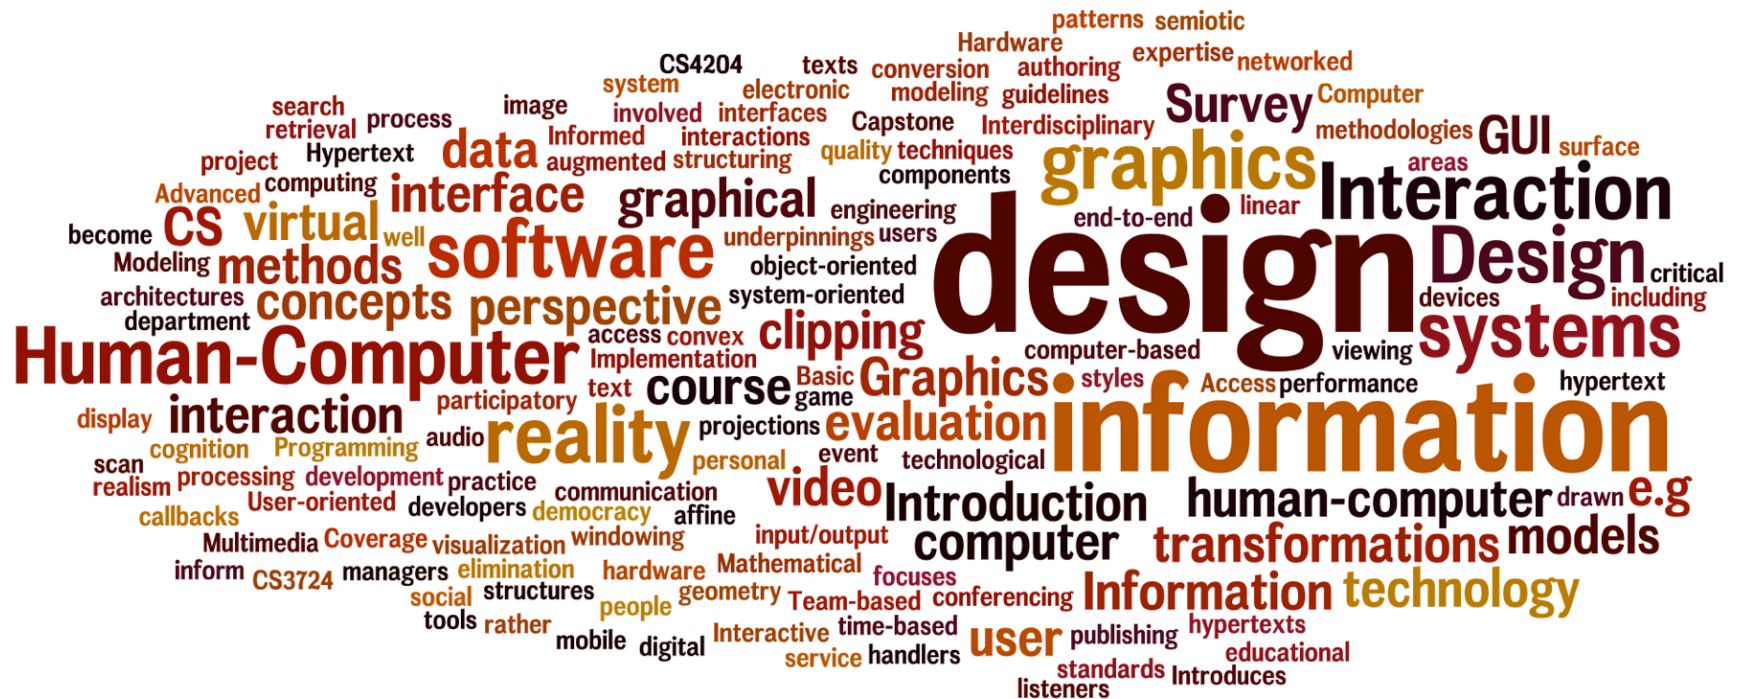 patterns semiotic
Hardware expertise networked
CS4204 texts conversion authoring
system electronic modeling guidelines Survey Computer
search image involved interfaces Capstone Interdisciplinary methodologies GUI surface
retrieval process Informed interactions
project Hypertext data augmented structuring quality techniques graphics areas
Advanced computing interface graphical components Interaction
become CS virtual well engineering end-to-end linear
Modeling methods software underpinnings users design Design critical
architectures concepts perspective object-oriented devices including
department system-oriented
Human-Computer access convex clipping computer-based viewing systems
Implementation
text course Basic Graphics styles Access performance hypertext
display interaction participatory game
cognition Programming audio reality projections evaluation information
scan personal event technological
realism processing development practice video
User-oriented developers communication Introduction human-computer drawn e.g
callbacks democracy affine
Multimedia Coverage visualization windowing input/output computer transformations models
inform CS3724 managers elimination hardware Mathematical focuses
social structures people geometry Team-based conferencing Information technology
tools rather time-based hypertexts
mobile digital Interactive user publishing
service handlers educational
standards Introduces
listeners